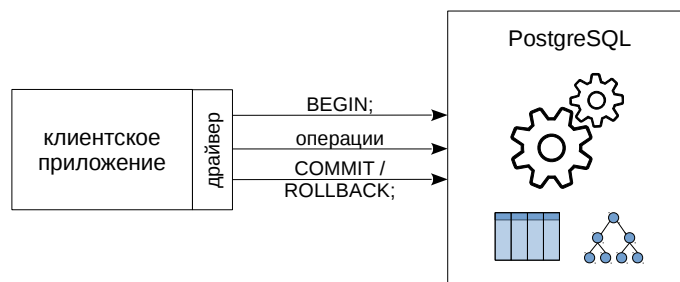 PostgreSQL
клиентское
приложение
драйвер
BEGIN;
операции
COMMIT /
ROLLBACK;